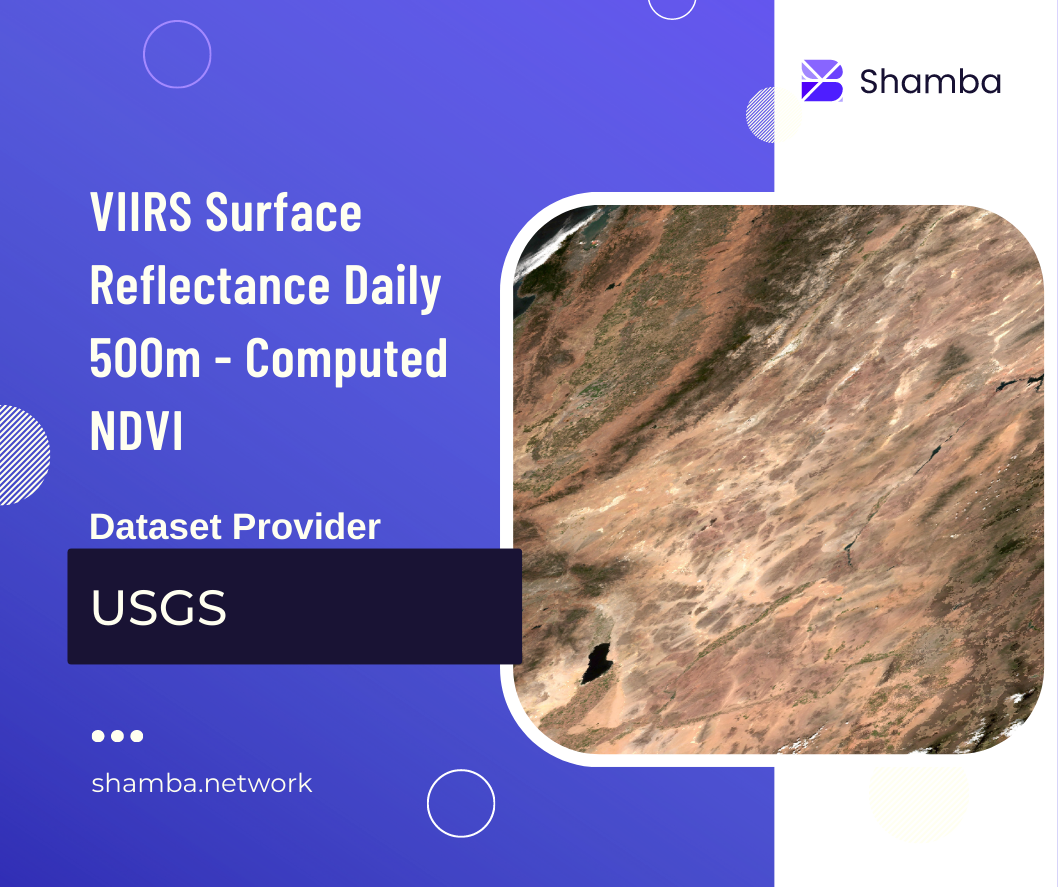 Shamba
VIIRS Surface
Reflectance Daily
500m - Computed
NDVI
Dataset Provider
USGS
shamba.network